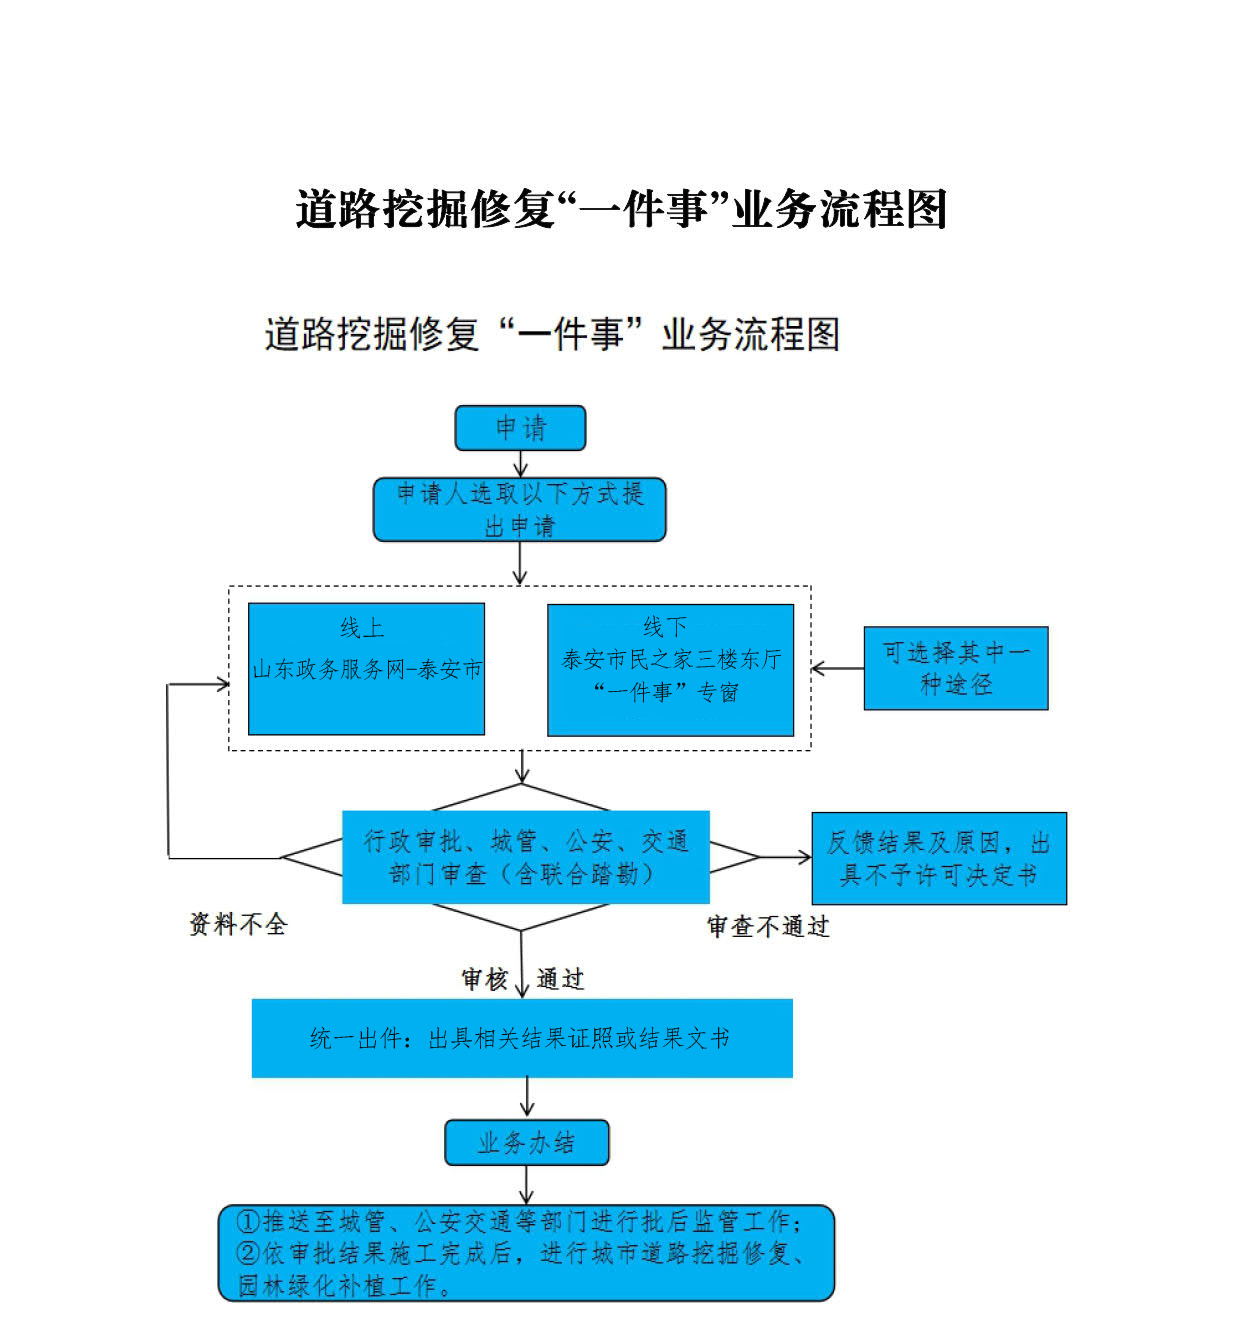 道路挖掘修复“一件事”业务流程图
道路挖掘修复“一件事”业务流程图
申请
申请人选取以下方式提
出申请
线上
山东政务服务网-泰安市
线下
泰安市民之家三楼东厅
“一件事”专窗
可选择其中一
种途径
行政审批、城管、公安、交通
部门审查（含联合踏勘）
反馈结果及原因，出
具不予许可决定书
资料不全
审查不通过
审核 通过
统一出件：出具相关结果证照或结果文书
业务办结
①推送至城管、公安交通等部门进行批后监管工作；
②依审批结果施工完成后，进行城市道路挖掘修复、
园林绿化补植工作。